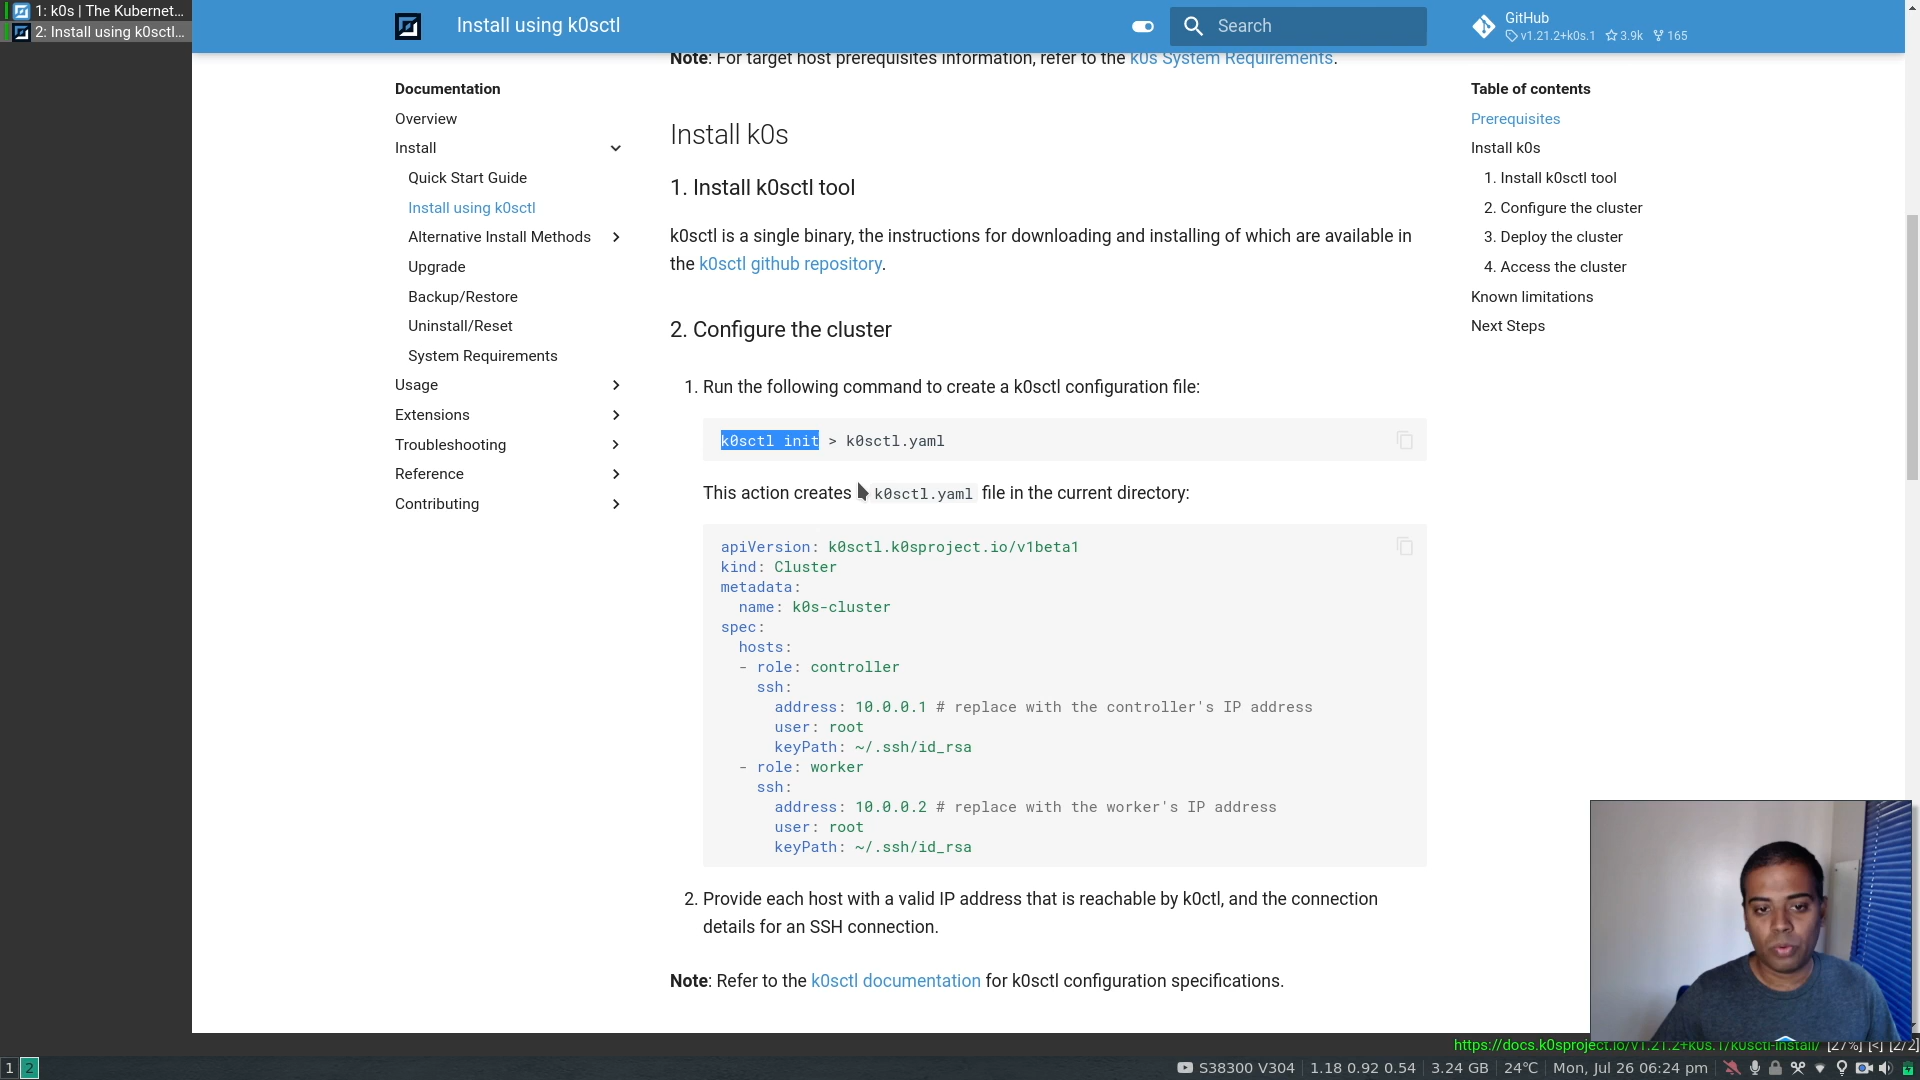 1: k0s | The Kubernet...
2: Install using k0sctl...
Install using k0sctl
Search
GitHub
v1.21.2+k0s.1 3.9k 165
Note: For target host prerequisites information, refer to the k0s System Requirements.
Documentation
Overview
Install
Quick Start Guide
Install using k0sctl
Alternative Install Methods
Upgrade
Backup/Restore
Uninstall/Reset
System Requirements
Usage
Extensions
Troubleshooting
Reference
Contributing
Install k0s
1. Install k0sctl tool
k0sctl is a single binary, the instructions for downloading and installing of which are available in
the k0sctl github repository.
2. Configure the cluster
1. Run the following command to create a k0sctl configuration file:
k0sctl init > k0sctl.yaml
This action creates k0sctl.yaml file in the current directory:
apiVersion: k0sctl.k0sproject.io/v1beta1
kind: Cluster
metadata:
name: k0s-cluster
spec:
hosts:
- role: controller
ssh:
address: 10.0.0.1 # replace with the controller's IP address
user: root
keyPath: ~/.ssh/id_rsa
- role: worker
ssh:
address: 10.0.0.2 # replace with the worker's IP address
user: root
keyPath: ~/.ssh/id_rsa
2. Provide each host with a valid IP address that is reachable by k0ctl, and the connection
details for an SSH connection.
Note: Refer to the k0sctl documentation for k0sctl configuration specifications.
Table of contents
Prerequisites
Install k0s
1. Install k0sctl tool
2. Configure the cluster
3. Deploy the cluster
4. Access the cluster
Known limitations
Next Steps
https://docs.k0sproject.io/v1.21.2+k0s.1/k0sctl-install/ [27%] [<] [2/2]
1 2
S38300 V304 1.18 0.92 0.54 3.24 GB 24°C Mon, Jul 26 06:24 pm